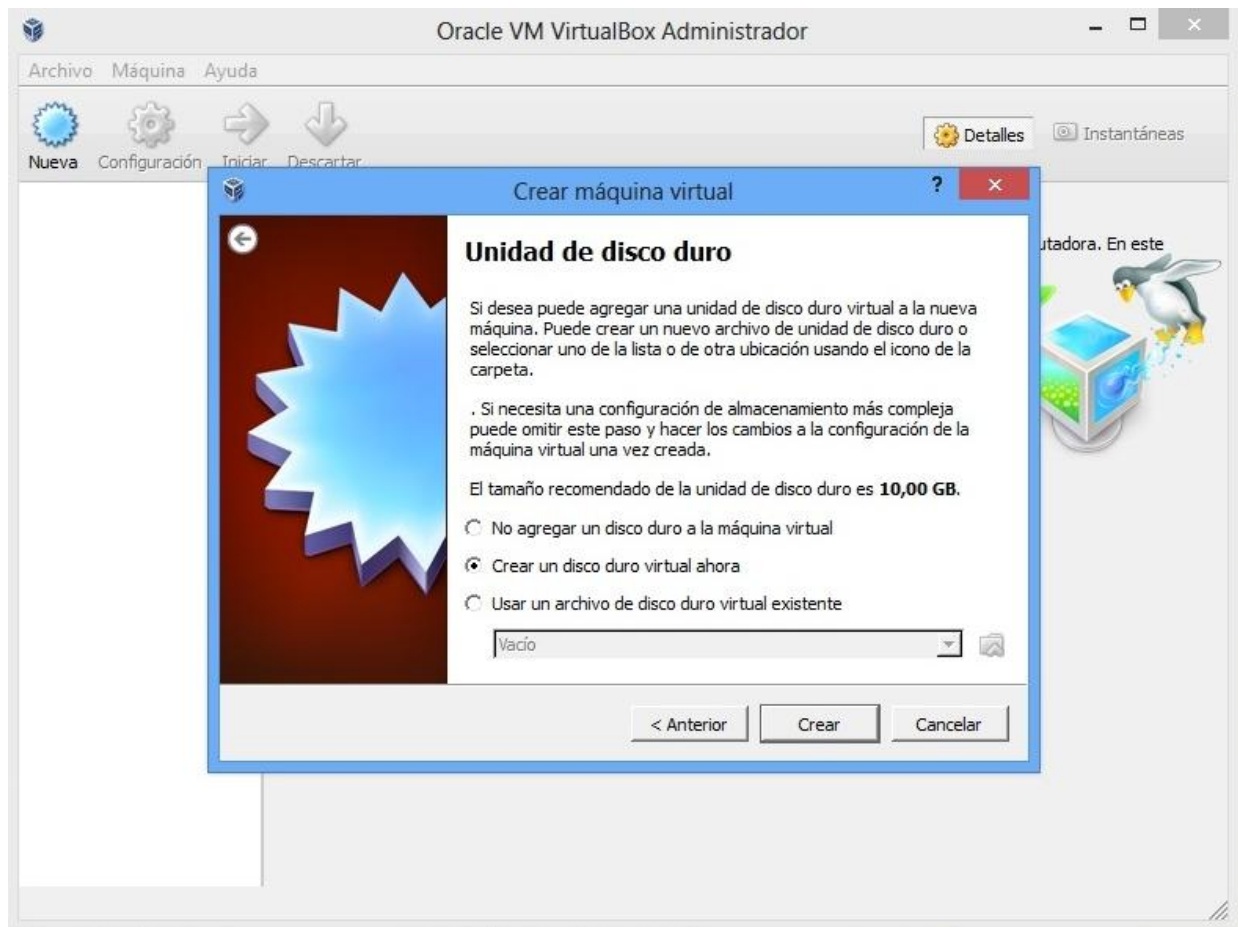 Oracle VM VirtualBox Administrador
Archivo Máquina Ayuda
Nueva Configuración Iniciar Descartar
Detalles Instantáneas
Crear máquina virtual
?
Unidad de disco duro
Si desea puede agregar una unidad de disco duro virtual a la nueva
máquina. Puede crear un nuevo archivo de unidad de disco duro o
seleccionar uno de la lista o de otra ubicación usando el icono de la
carpeta.
. Si necesita una configuración de almacenamiento más compleja
puede omitir este paso y hacer los cambios a la configuración de la
máquina virtual una vez creada.
El tamaño recomendado de la unidad de disco duro es 10,00 GB.
No agregar un disco duro a la máquina virtual
Crear un disco duro virtual ahora
Usar un archivo de disco duro virtual existente
Vacío
< Anterior Crear Cancelar
utadora. En este